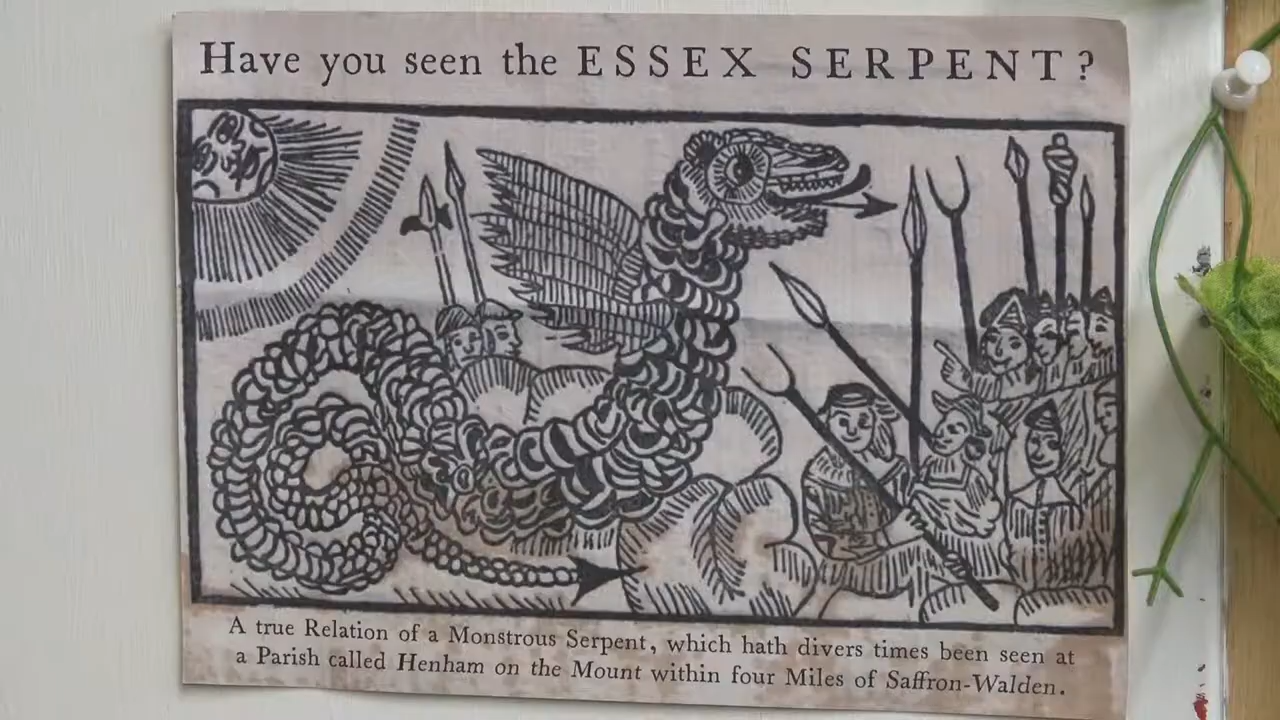 Have you seen the ESSEX SERPENT?
A true Relation of a Monstrous Serpent, which hath divers times been seen at
a Parish called Henham on the Mount within four Miles of Saffron-Walden.